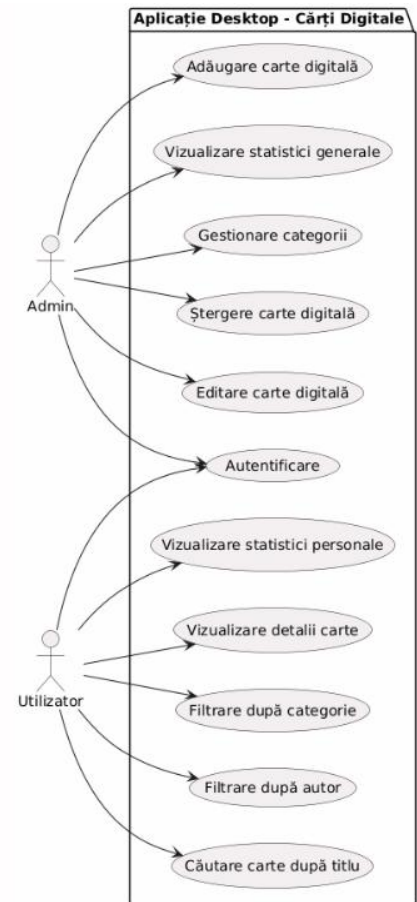 Aplicație Desktop - Cărți Digitale
Adăugare carte digitală
Vizualizare statistici generale
Gestionare categorii
Admin
Ștergere carte digitală
Editare carte digitală
Autentificare
Vizualizare statistici personale
Vizualizare detalii carte
Utilizator
Filtrare după categorie
Filtrare după autor
Căutare carte după titlu